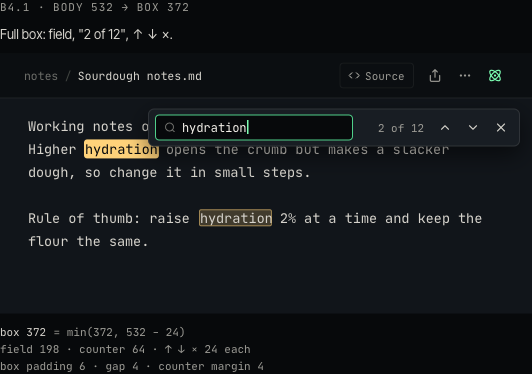 B4.1 · BODY 532 → BOX 372
Full box: field, "2 of 12", ↑ ↓ ×.
notes / Sourdough notes.md
<> Source
hydration
2 of 12
Working notes o
Higher hydration opens the crumb but makes a slacker
dough, so change it in small steps.
Rule of thumb: raise hydration 2% at a time and keep the
flour the same.
box 372 = min(372, 532 − 24)
field 198 · counter 64 · ↑ ↓ × 24 each
box padding 6 · gap 4 · counter margin 4